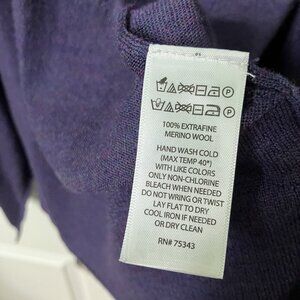 100% EXTRAFINE
MERINO WOOL
HAND WASH COLD
(MAX TEMP 40°)
WITH LIKE COLORS
ONLY NON-CHLORINE
BLEACH WHEN NEEDED
DO NOT WRING OR TWIST
LAY FLAT TO DRY
COOL IRON IF NEEDED
OR DRY CLEAN
RN# 75343